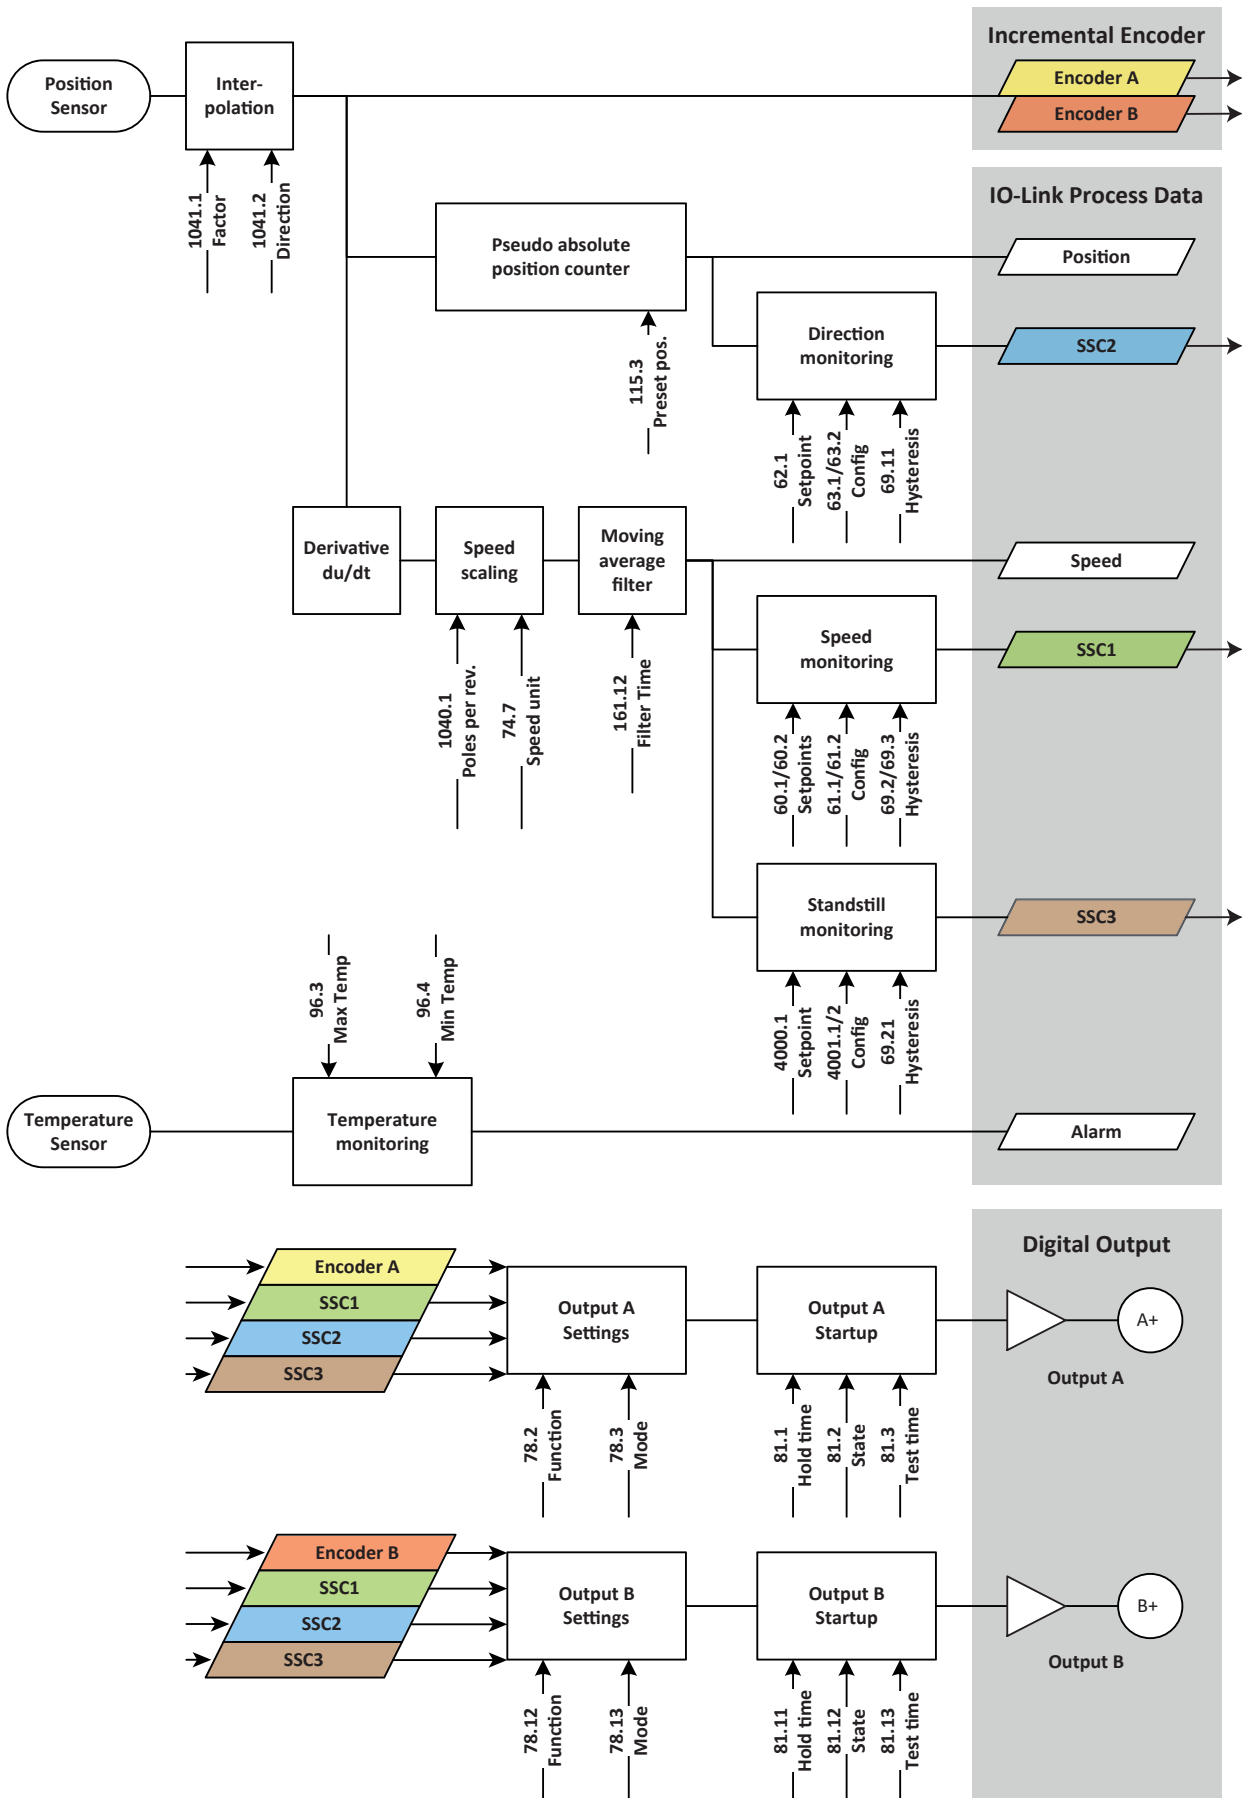 Incremental Encoder
Position
Sensor
Inter-
polation
Encoder A
Encoder B
1041.1
Factor
1041.2
Direction
IO-Link Process Data
Pseudo absolute
position counter
Position
115.3
Preset pos.
Direction
monitoring
SSC2
62.1
Setpoint
63.1/63.2
Config
69.11
Hysteresis
Derivative
du/dt
Speed
scaling
Moving
average
filter
Speed
1040.1
Poles per rev.
74.7
Speed unit
161.12
Filter Time
Speed
monitoring
SSC1
60.1/60.2
Setpoints
61.1/61.2
Config
69.2/69.3
Hysteresis
Standstill
monitoring
SSC3
4000.1
Setpoint
4001.1/2
Config
69.21
Hysteresis
96.3
Max Temp
96.4
Min Temp
Temperature
Sensor
Temperature
monitoring
Alarm
Digital Output
Encoder A
SSC1
SSC2
SSC3
Output A
Settings
Output A
Startup
A+
Output A
78.2
Function
78.3
Mode
81.1
Hold time
81.2
State
81.3
Test time
Encoder B
SSC1
SSC2
SSC3
Output B
Settings
Output B
Startup
B+
Output B
78.12
Function
78.13
Mode
81.11
Hold time
81.12
State
81.13
Test time